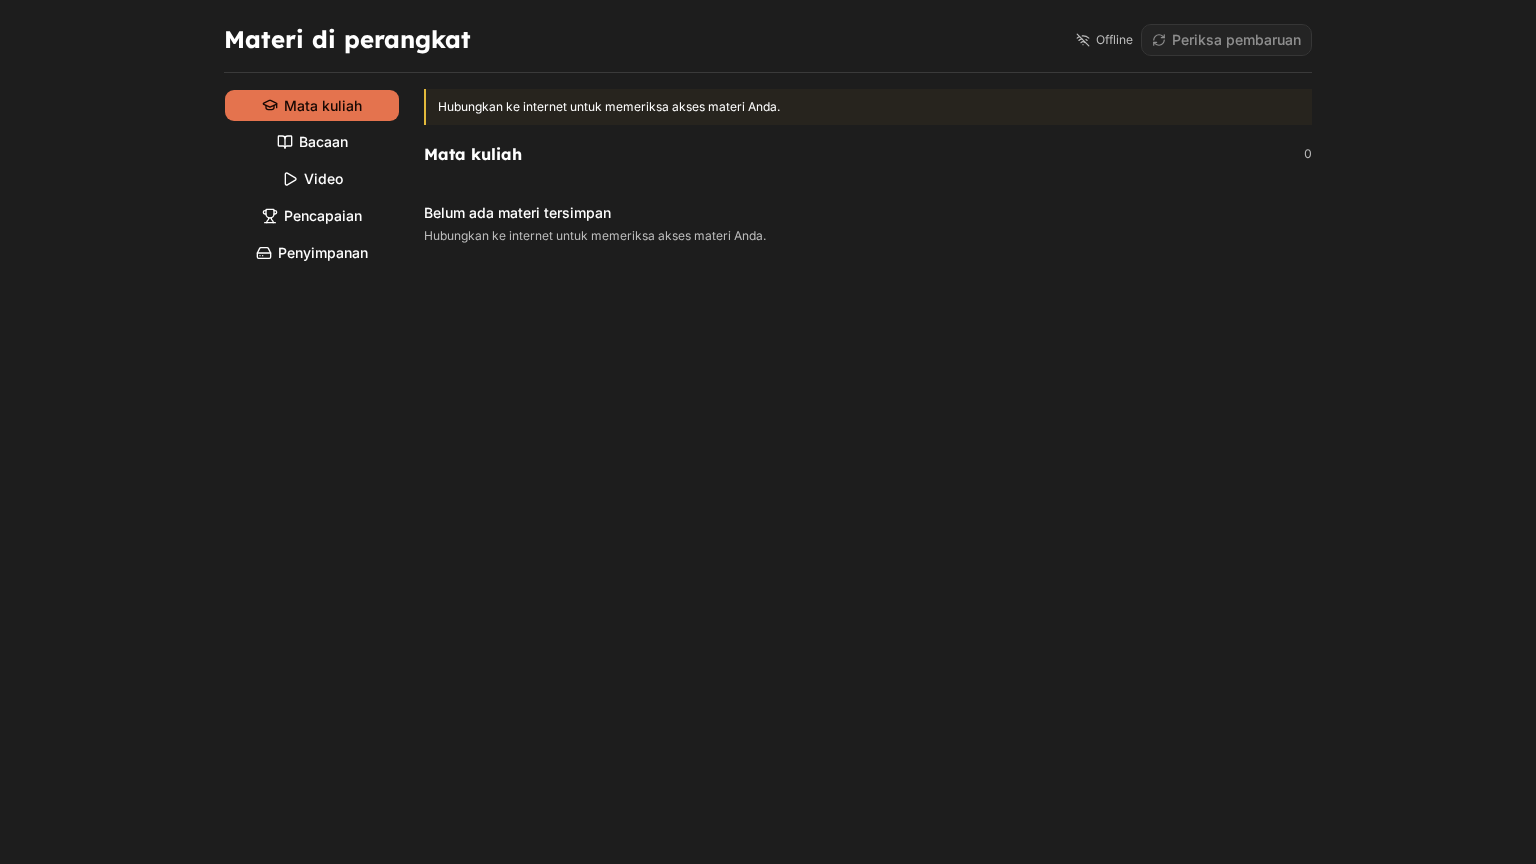 Materi di perangkat
Offline
Periksa pembaruan
Mata kuliah
Bacaan
Video
Pencapaian
Penyimpanan
Hubungkan ke internet untuk memeriksa akses materi Anda.
Mata kuliah
0
Belum ada materi tersimpan
Hubungkan ke internet untuk memeriksa akses materi Anda.